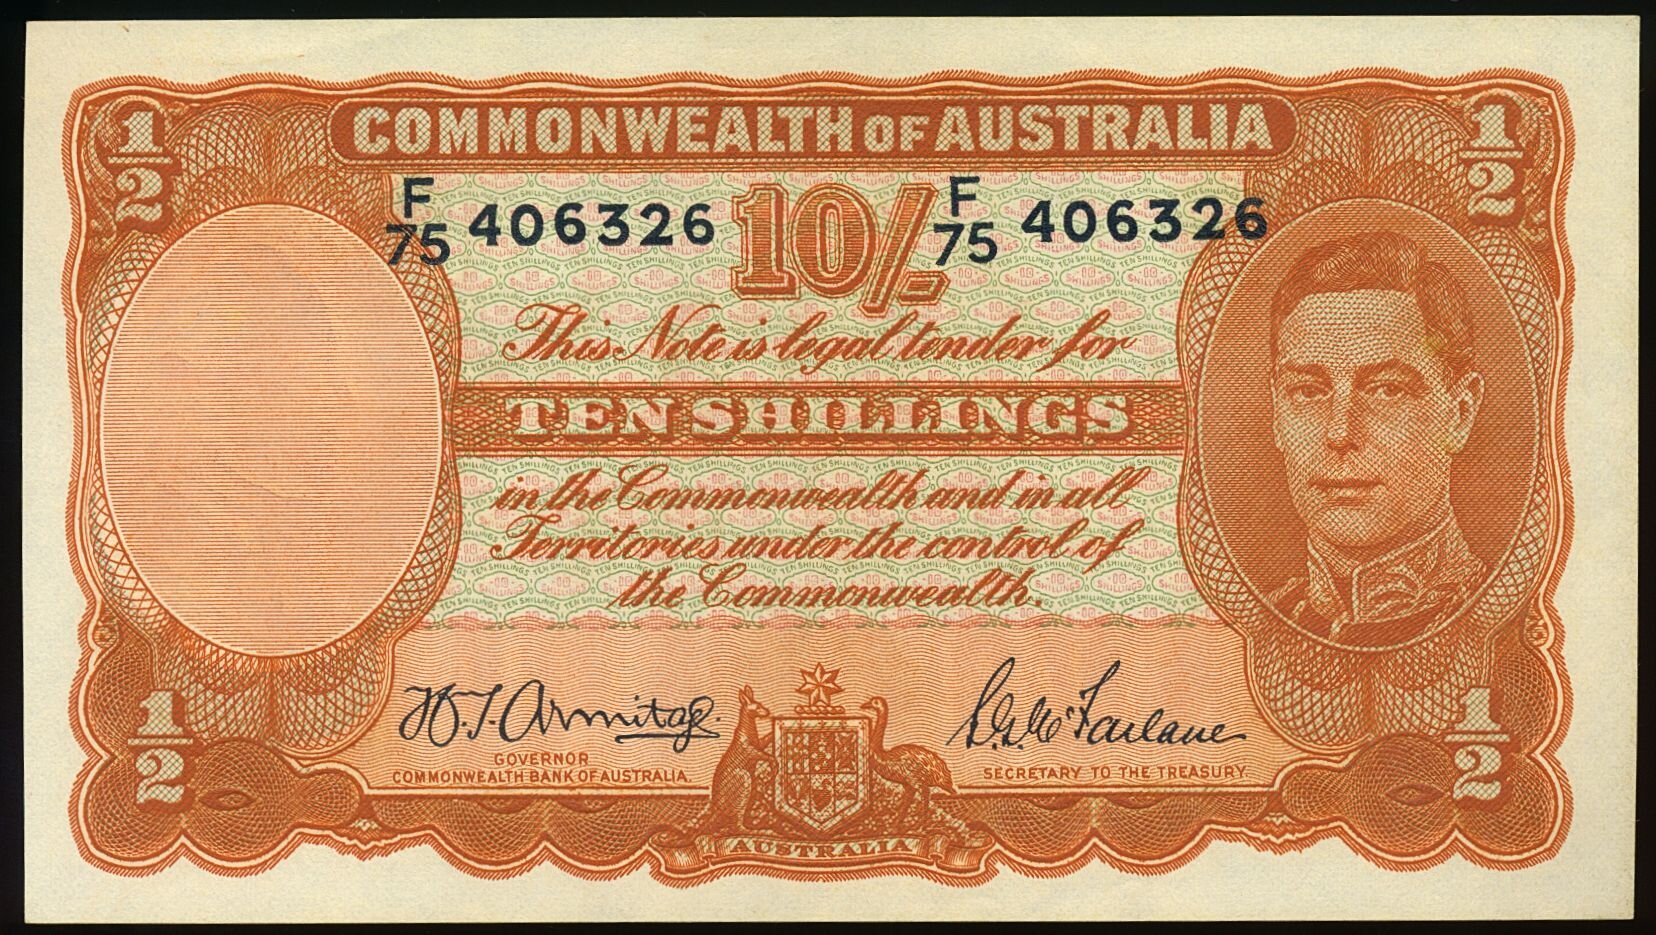 1/2 COMMONWEALTH OF AUSTRALIA 1/2
F/75 406326 10/- F/75 406326
This Note is legal tender for
TEN SHILLINGS
in the Commonwealth and in all
Territories under the control of
the Commonwealth.
H.T. Armitage. S.G. McFarlane
1/2 GOVERNOR 1/2
COMMONWEALTH BANK OF AUSTRALIA. SECRETARY TO THE TREASURY.
AUSTRALIA